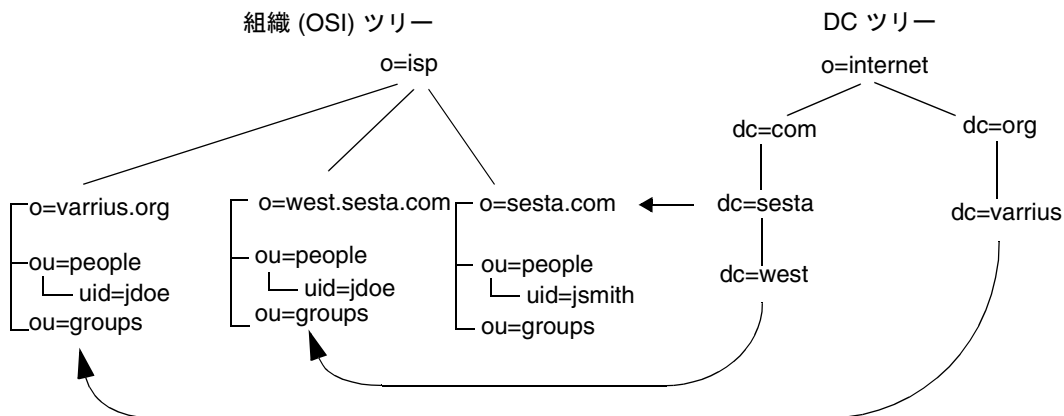 組織 (OSI) ツリー
o=isp
o=varrius.org
ou=people
uid=jdoe
ou=groups
o=west.sesta.com
ou=people
uid=jdoe
ou=groups
o=sesta.com
ou=people
uid=jsmith
ou=groups
DC ツリー
o=internet
dc=com
dc=sesta
dc=west
dc=org
dc=varrius